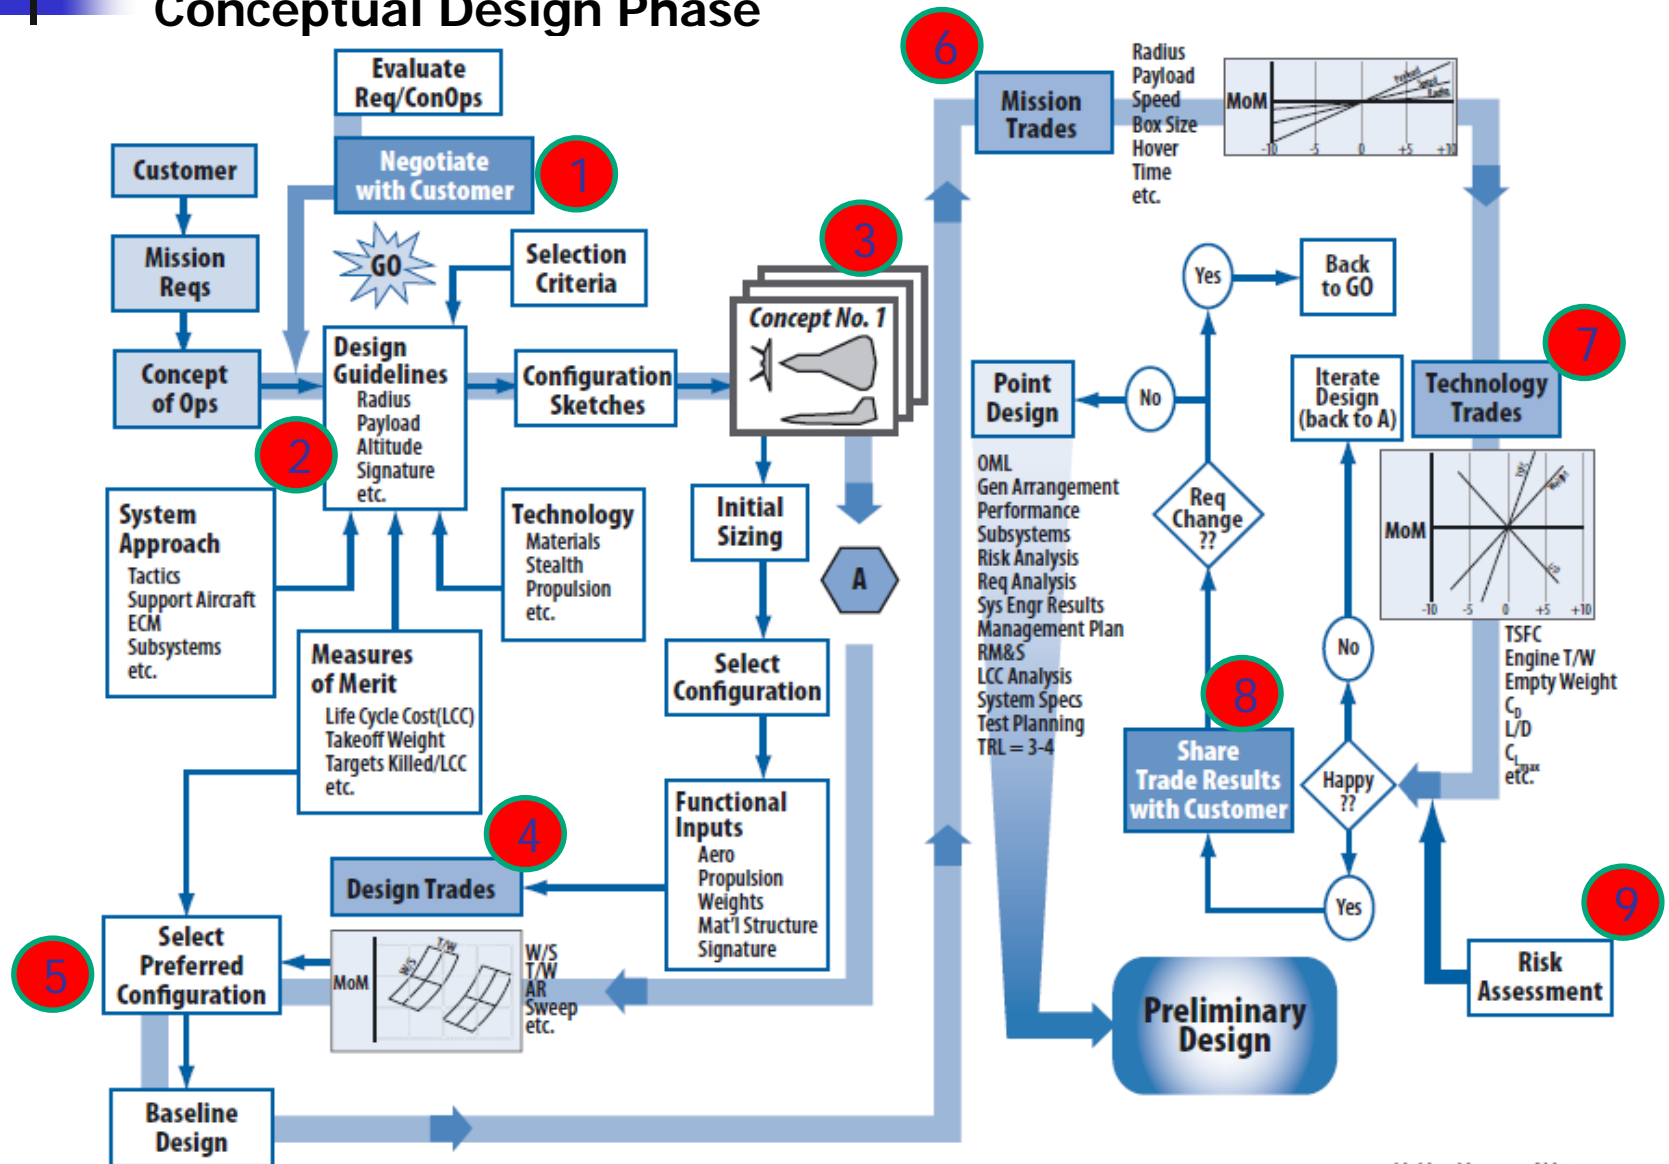 Conceptual Design Phase
Evaluate
Req/ConOps
Negotiate
with Customer
1
Customer
Mission
Reqs
Concept
of Ops
GO
Selection
Criteria
Design
Guidelines
Radius
Payload
Altitude
Signature
etc.
2
Configuration
Sketches
3
Concept No. 1
System
Approach
Tactics
Support Aircraft
ECM
Subsystems
etc.
Technology
Materials
Stealth
Propulsion
etc.
Measures
of Merit
Life Cycle Cost(LCC)
Takeoff Weight
Targets Killed/LCC
etc.
Initial
Sizing
A
Select
Configuration
Functional
Inputs
Aero
Propulsion
Weights
Mat'l Structure
Signature
4
Design Trades
MoM
W/S
T/W
W/S
T/W
AR
Sweep
etc.
5
Select
Preferred
Configuration
Baseline
Design
6
Mission
Trades
Radius
Payload
Speed
Box Size
Hover
Time
etc.
MoM
Payload
Speed
Radius
-10 -5 0 +5 +10
7
Technology
Trades
MoM
TSFC
Weight
L/D
-10 -5 0 +5 +10
TSFC
Engine T/W
Empty Weight
CD
L/D
CLmax
etc.
Yes
Back
to GO
Point
Design
No
Iterate
Design
(back to A)
Req
Change
??
No
OML
Gen Arrangement
Performance
Subsystems
Risk Analysis
Req Analysis
Sys Engr Results
Management Plan
RM&S
LCC Analysis
System Specs
Test Planning
TRL = 3-4
8
Share
Trade Results
with Customer
Happy
??
Yes
9
Risk
Assessment
Preliminary
Design